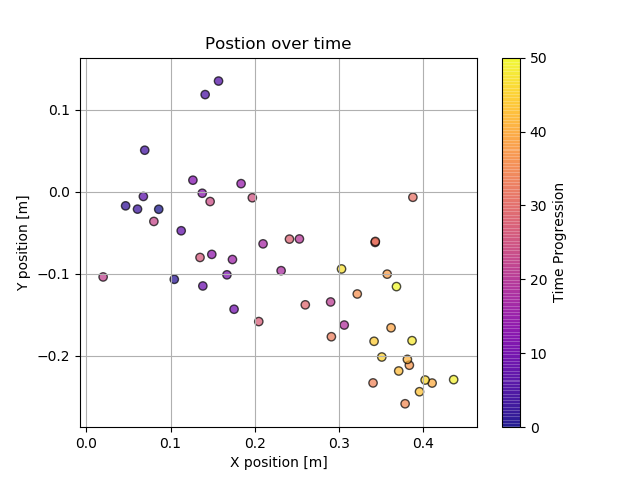 Postion over time
0.1
0.0
−0.1
−0.2
Y position [m]
0.0 0.1 0.2 0.3 0.4
X position [m]
50
40
30
20
10
0
Time Progression